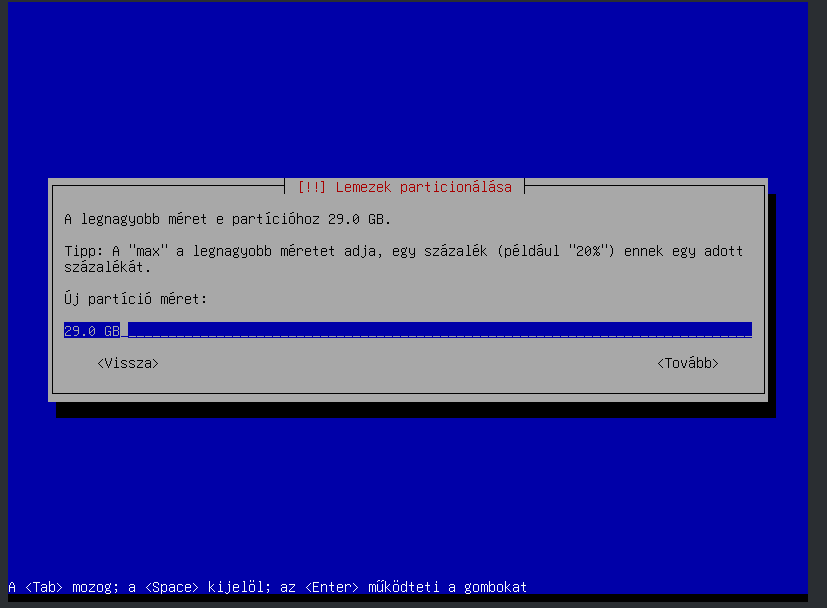 [!!] Lemezek particionálása
A legnagyobb méret e partícióhoz 29.0 GB.
Tipp: A "max" a legnagyobb méretet adja, egy százalék (például "20%") ennek egy adott
százalékát.
Új partíció méret:
29.0 GB
<Vissza> <Tovább>
A <Tab> mozog; a <Space> kijelöl; az <Enter> működteti a gombokat